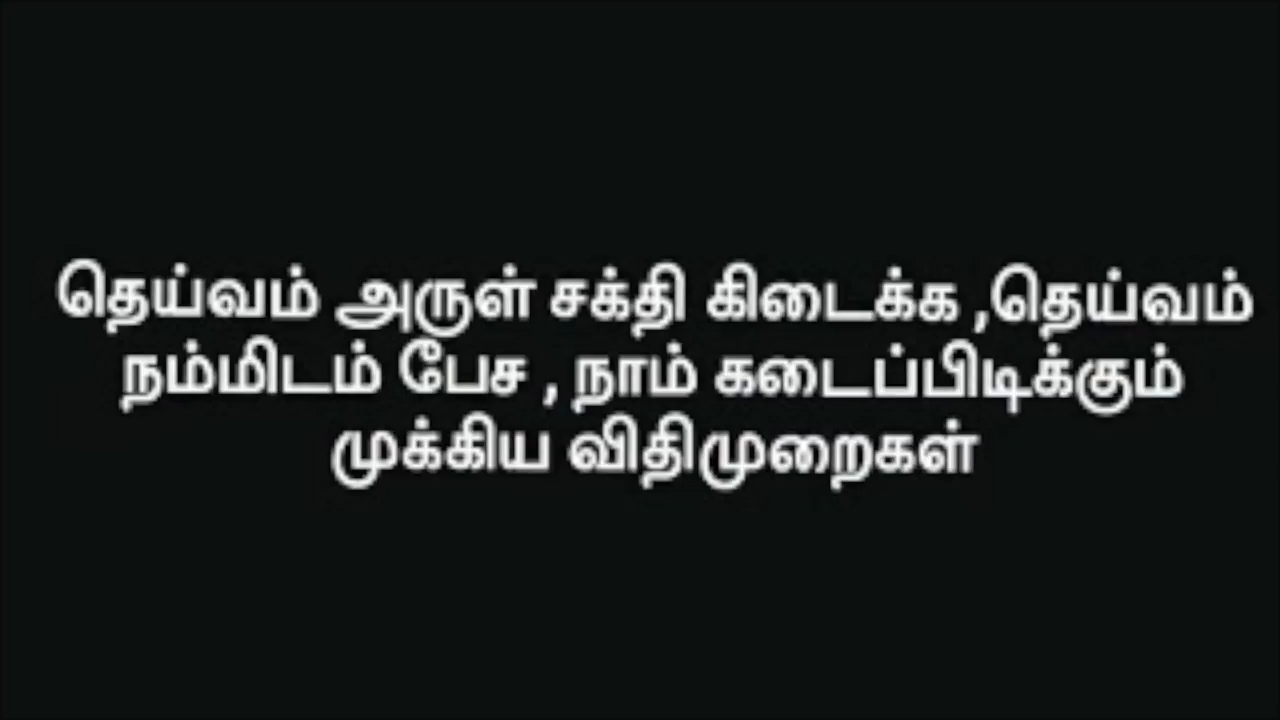 தெய்வம் அருள் சக்தி கிடைக்க ,தெய்வம்
நம்மிடம் பேச , நாம் கடைப்பிடிக்கும்
முக்கிய விதிமுறைகள்